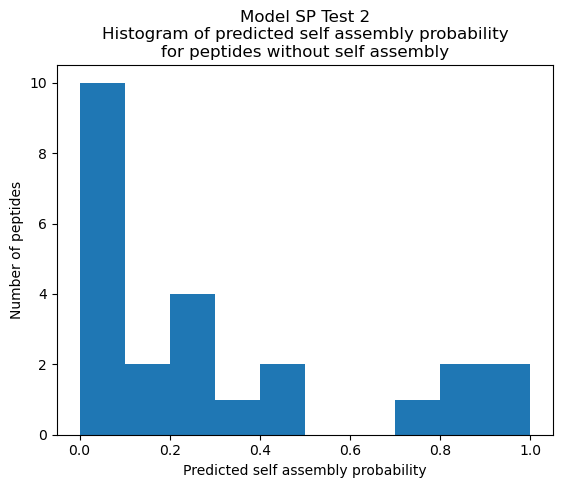 Model SP Test 2
Histogram of predicted self assembly probability
for peptides without self assembly
10
8
6
4
2
0
Number of peptides
0.0 0.2 0.4 0.6 0.8 1.0
Predicted self assembly probability